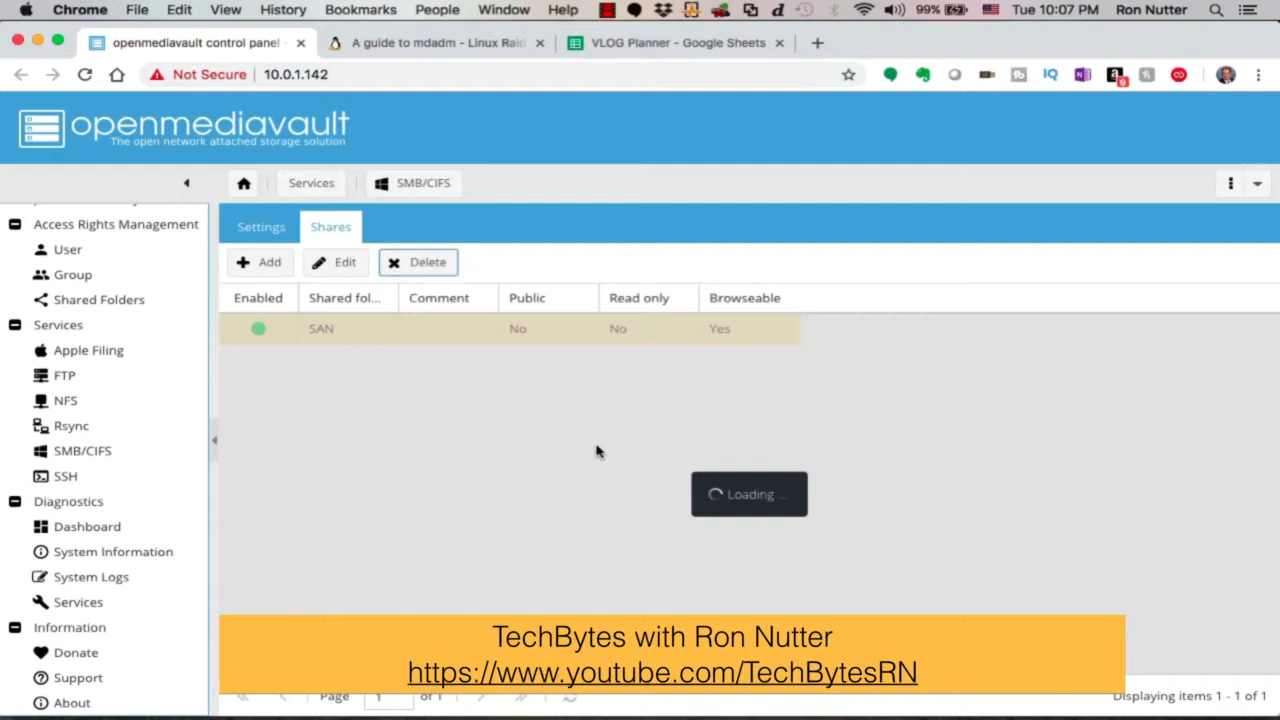 Chrome File Edit View History Bookmarks People Window Help 99% Tue 10:07 PM Ron Nutter
openmediavault control panel - A guide to mdadm - Linux Raid VLOG Planner - Google Sheets
Not Secure 10.0.1.142
openmediavault
The open network attached storage solution
Services SMB/CIFS
Access Rights Management
User
Group
Shared Folders
Services
Apple Filing
FTP
NFS
Rsync
SMB/CIFS
SSH
Diagnostics
Dashboard
System Information
System Logs
Services
Information
Donate
Support
About
Settings Shares
Add Edit Delete
Enabled Shared fol... Comment Public Read only Browseable
SAN No No Yes
Loading ...
TechBytes with Ron Nutter
https://www.youtube.com/TechBytesRN
Page 1 of 1 Displaying items 1 - 1 of 1